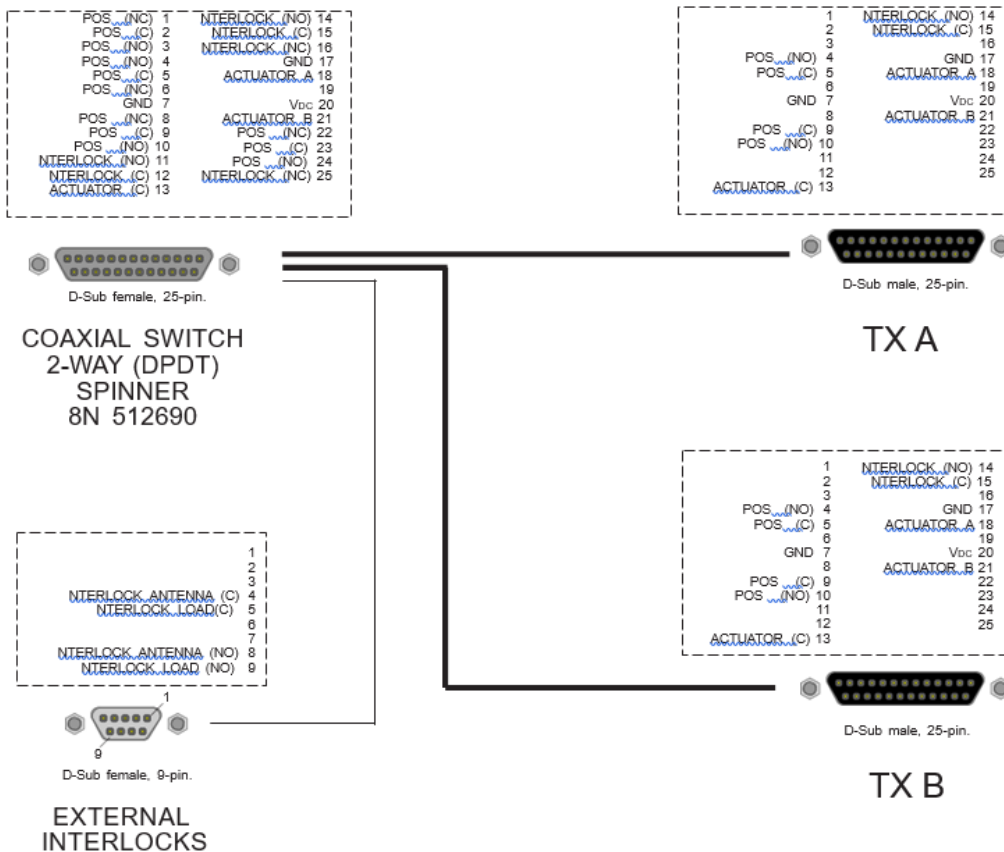 POS (NC) 1 NTERLOCK (NO) 14
POS (C) 2 NTERLOCK (C) 15
POS (NO) 3 NTERLOCK (NC) 16
POS (NO) 4 GND 17
POS (C) 5 ACTUATOR A 18
POS (NC) 6 19
GND 7 VDC 20
POS (NC) 8 ACTUATOR B 21
POS (C) 9 POS (NC) 22
POS (NO) 10 POS (C) 23
NTERLOCK (NO) 11 POS (NO) 24
NTERLOCK (C) 12 NTERLOCK (NC) 25
ACTUATOR (C) 13
D-Sub female, 25-pin.
COAXIAL SWITCH
2-WAY (DPDT)
SPINNER
8N 512690
1 NTERLOCK (NO) 14
2 NTERLOCK (C) 15
3 16
POS (NO) 4 GND 17
POS (C) 5 ACTUATOR A 18
6 19
GND 7 VDC 20
8 ACTUATOR B 21
POS (C) 9 22
POS (NO) 10 23
11 24
12 25
ACTUATOR (C) 13
D-Sub male, 25-pin.
TX A
1
2
3
NTERLOCK ANTENNA (C) 4
NTERLOCK LOAD(C) 5
6
7
NTERLOCK ANTENNA (NO) 8
NTERLOCK LOAD (NO) 9
1
9
D-Sub female, 9-pin.
EXTERNAL
INTERLOCKS
1 NTERLOCK (NO) 14
2 NTERLOCK (C) 15
3 16
POS (NO) 4 GND 17
POS (C) 5 ACTUATOR A 18
6 19
GND 7 VDC 20
8 ACTUATOR B 21
POS (C) 9 22
POS (NO) 10 23
11 24
12 25
ACTUATOR (C) 13
D-Sub male, 25-pin.
TX B